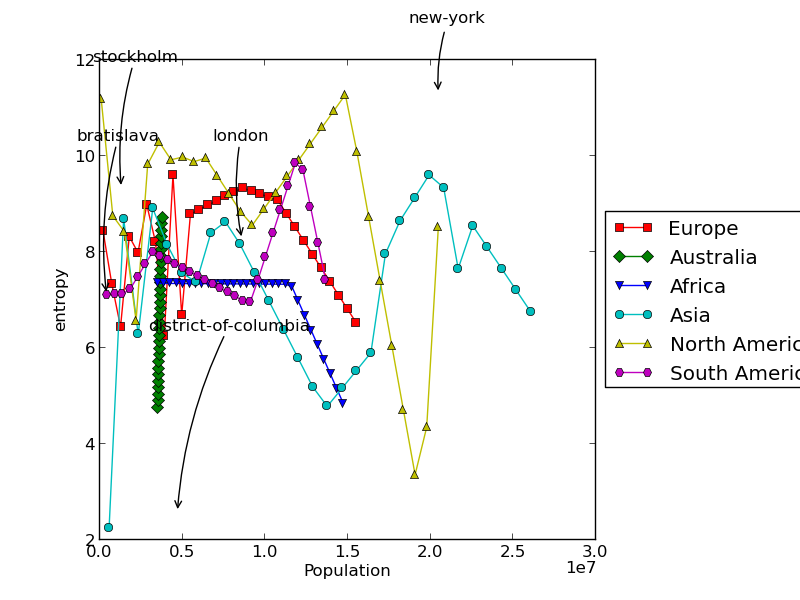 new-york
stockholm
bratislava
london
district-of-columbia
12
10
8
6
4
2
entropy
0.0 0.5 1.0 1.5 2.0 2.5 3.0
1e7
Population
Europe
Australia
Africa
Asia
North Americ
South Americ